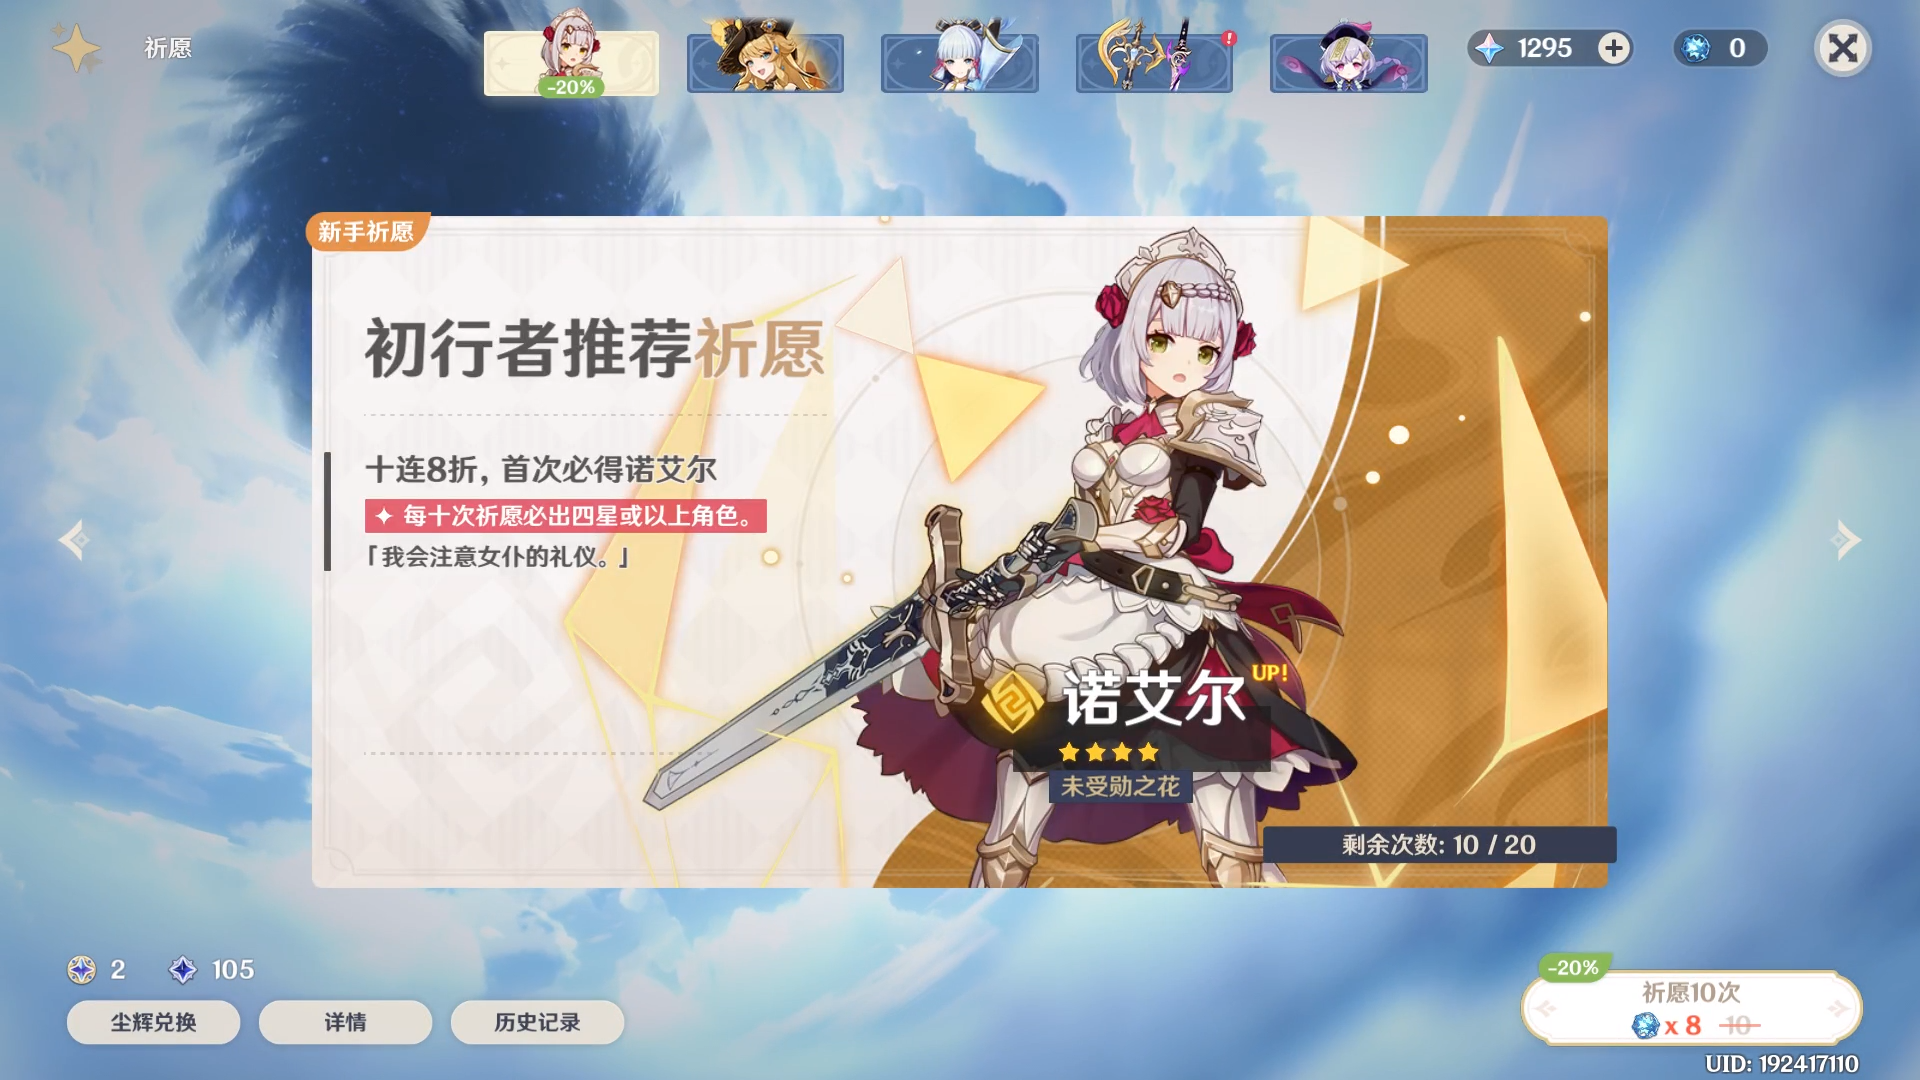 祈愿
-20%
1295
0
新手祈愿
初行者推荐祈愿
十连8折，首次必得诺艾尔
每十次祈愿必出四星或以上角色。
「我会注意女仆的礼仪。」
诺艾尔
UP!
未受勋之花
剩余次数: 10 / 20
2
105
尘辉兑换
详情
历史记录
-20%
祈愿10次
x 8 10
UID: 192417110